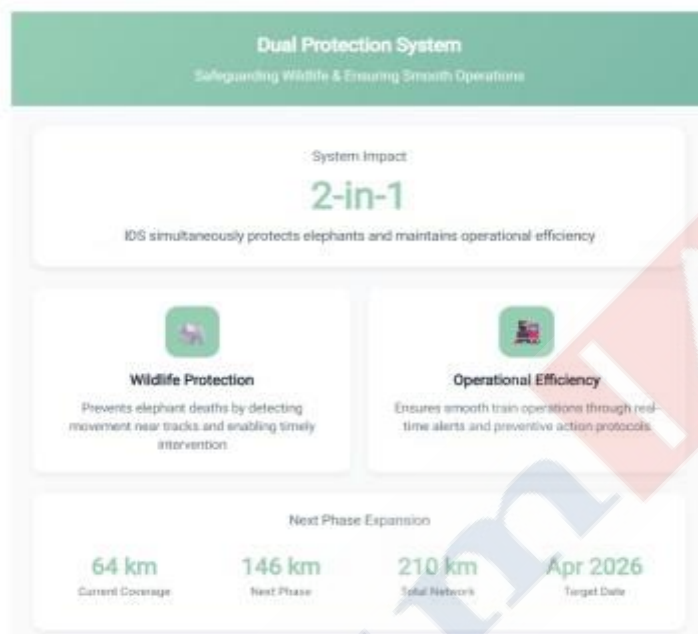 Dual Protection System
Safeguarding Wildlife & Ensuring Smooth Operations
System Impact
2-in-1
IDS simultaneously protects elephants and maintains operational efficiency
Wildlife Protection
Prevents elephant deaths by detecting
movement near tracks and enabling timely
intervention
Operational Efficiency
Ensures smooth train operations through real-
time alerts and preventive action protocols
Next Phase Expansion
64 km
Current Coverage
146 km
Next Phase
210 km
Total Network
Apr 2026
Target Date